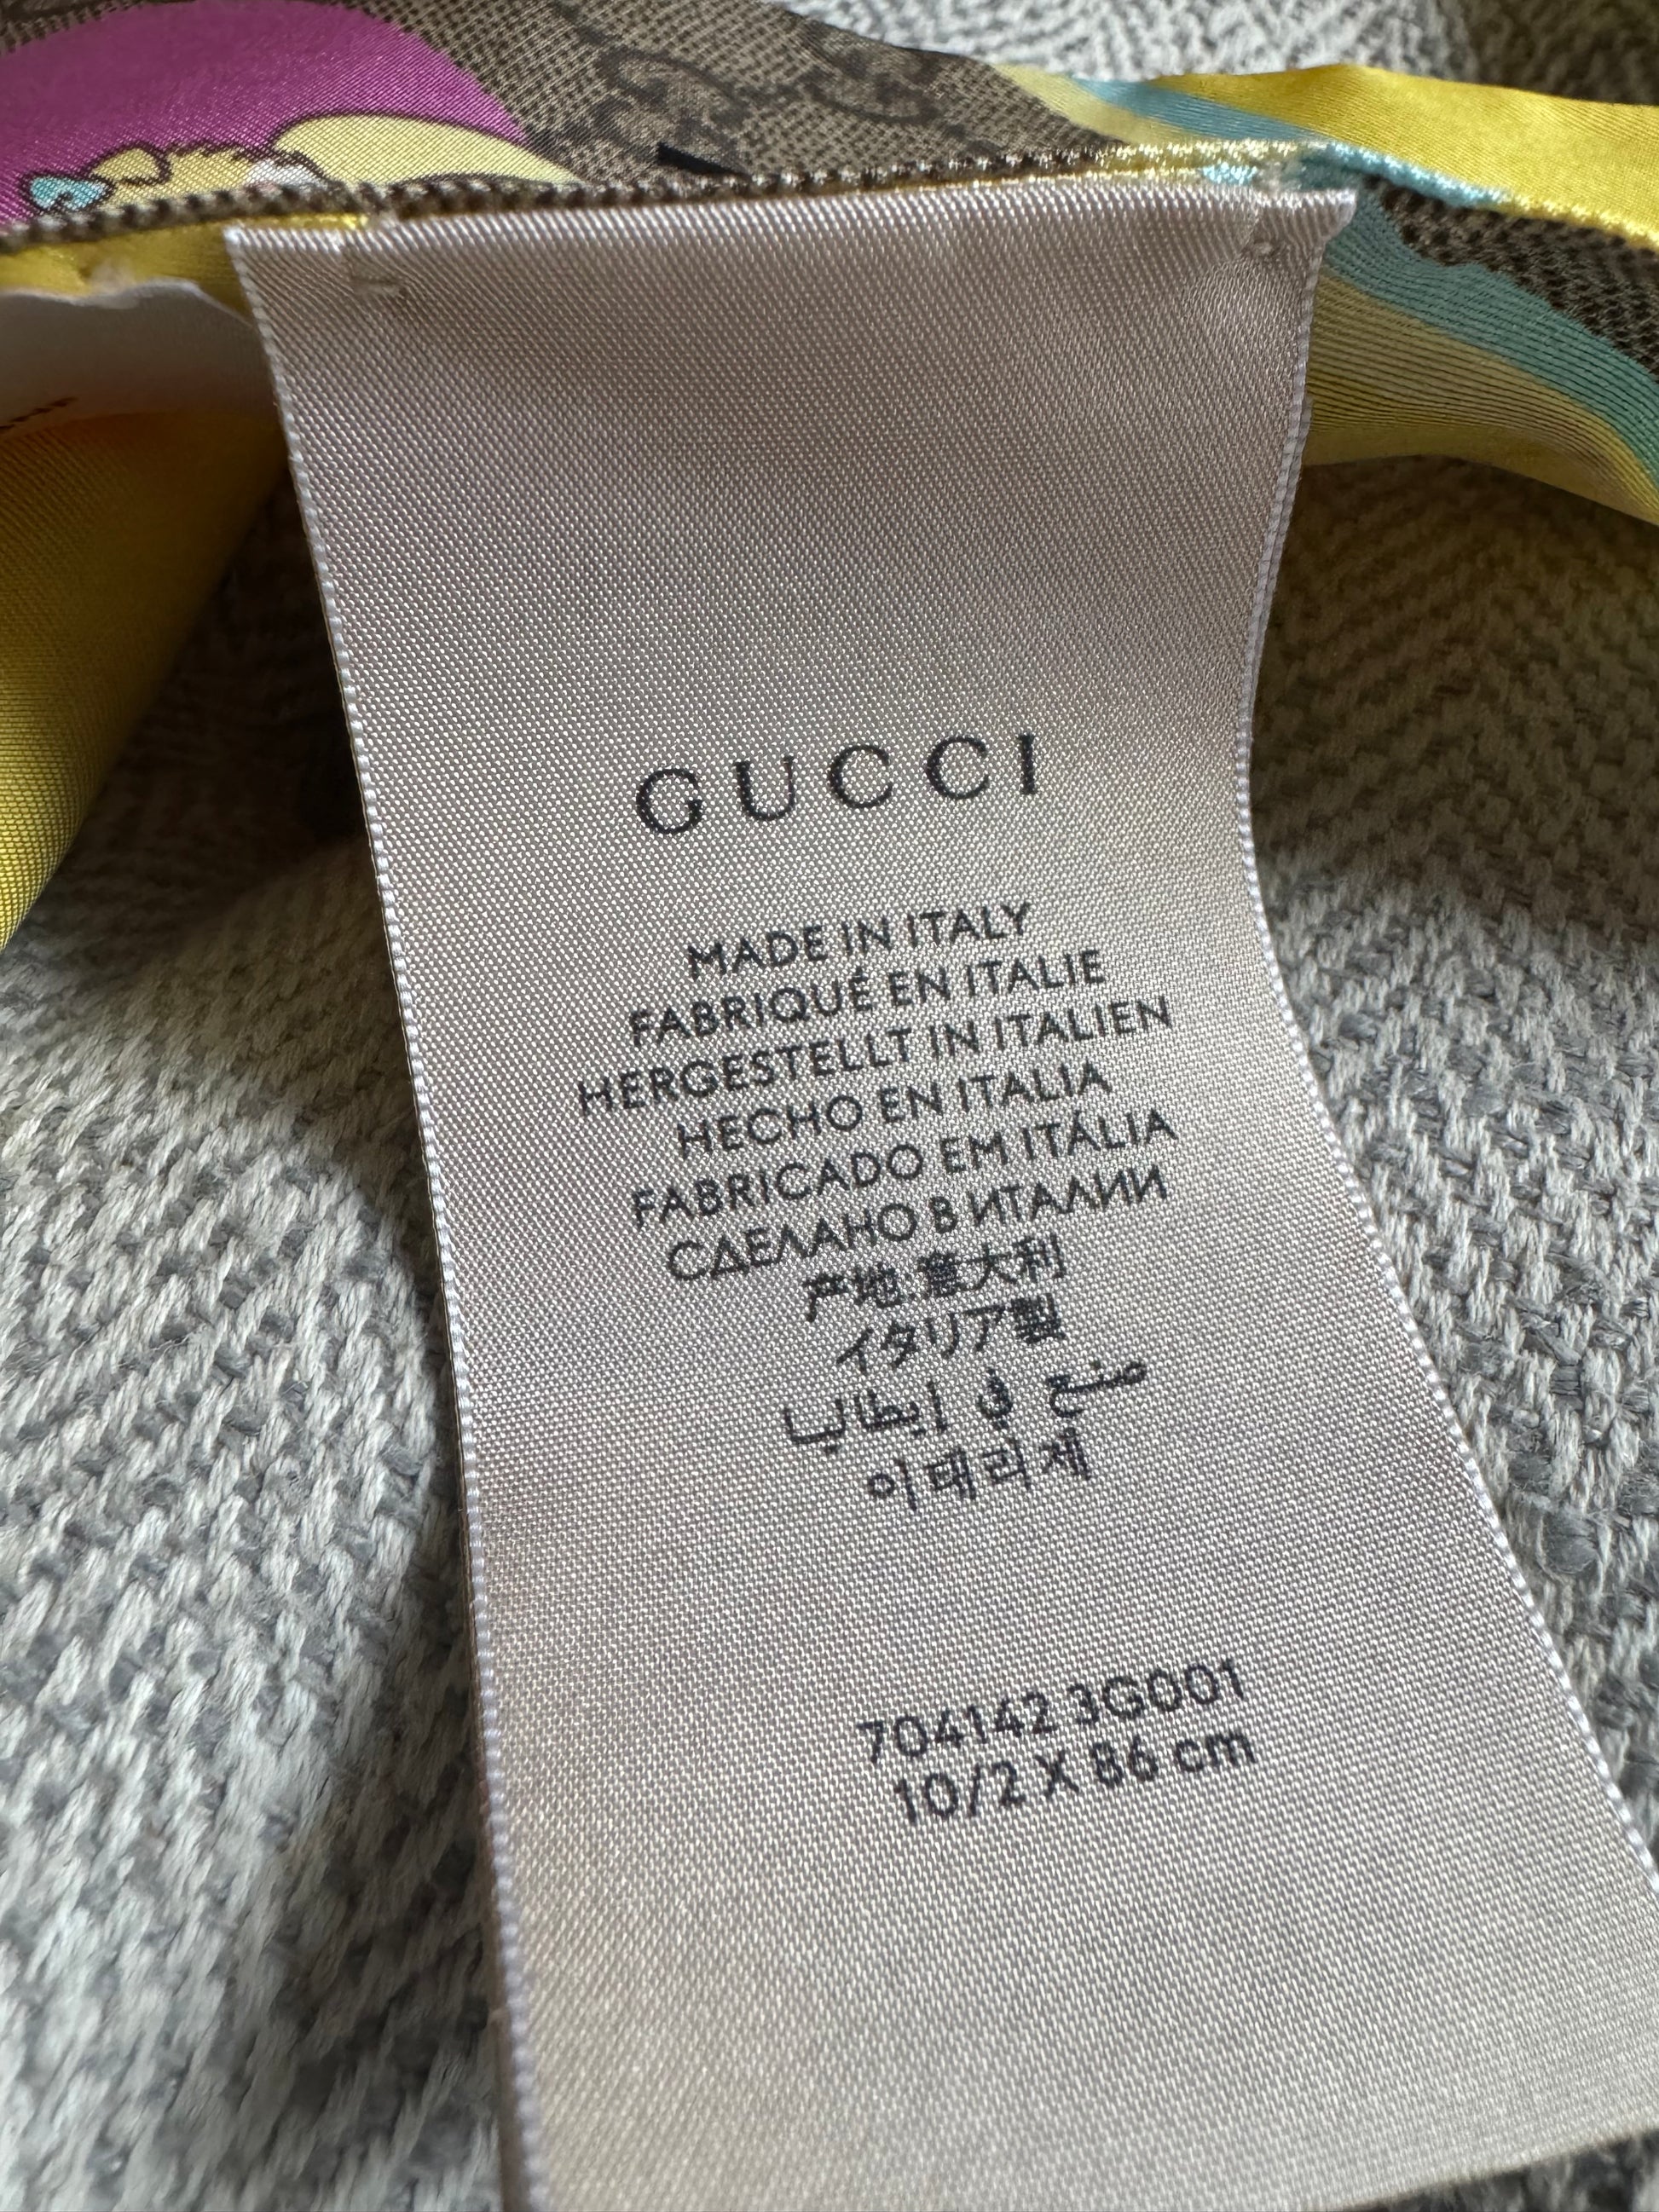 GUCCI
MADE IN ITALY
FABRIQUÉ EN ITALIE
HERGESTELLT IN ITALIEN
HECHO EN ITALIA
FABRICADO EM ITÁLIA
СДЕЛАНО В ИТАЛИИ
产地:意大利
イタリア製
صنع في إيطاليا
이태리제
704142 3G001
10/2 X 86 cm